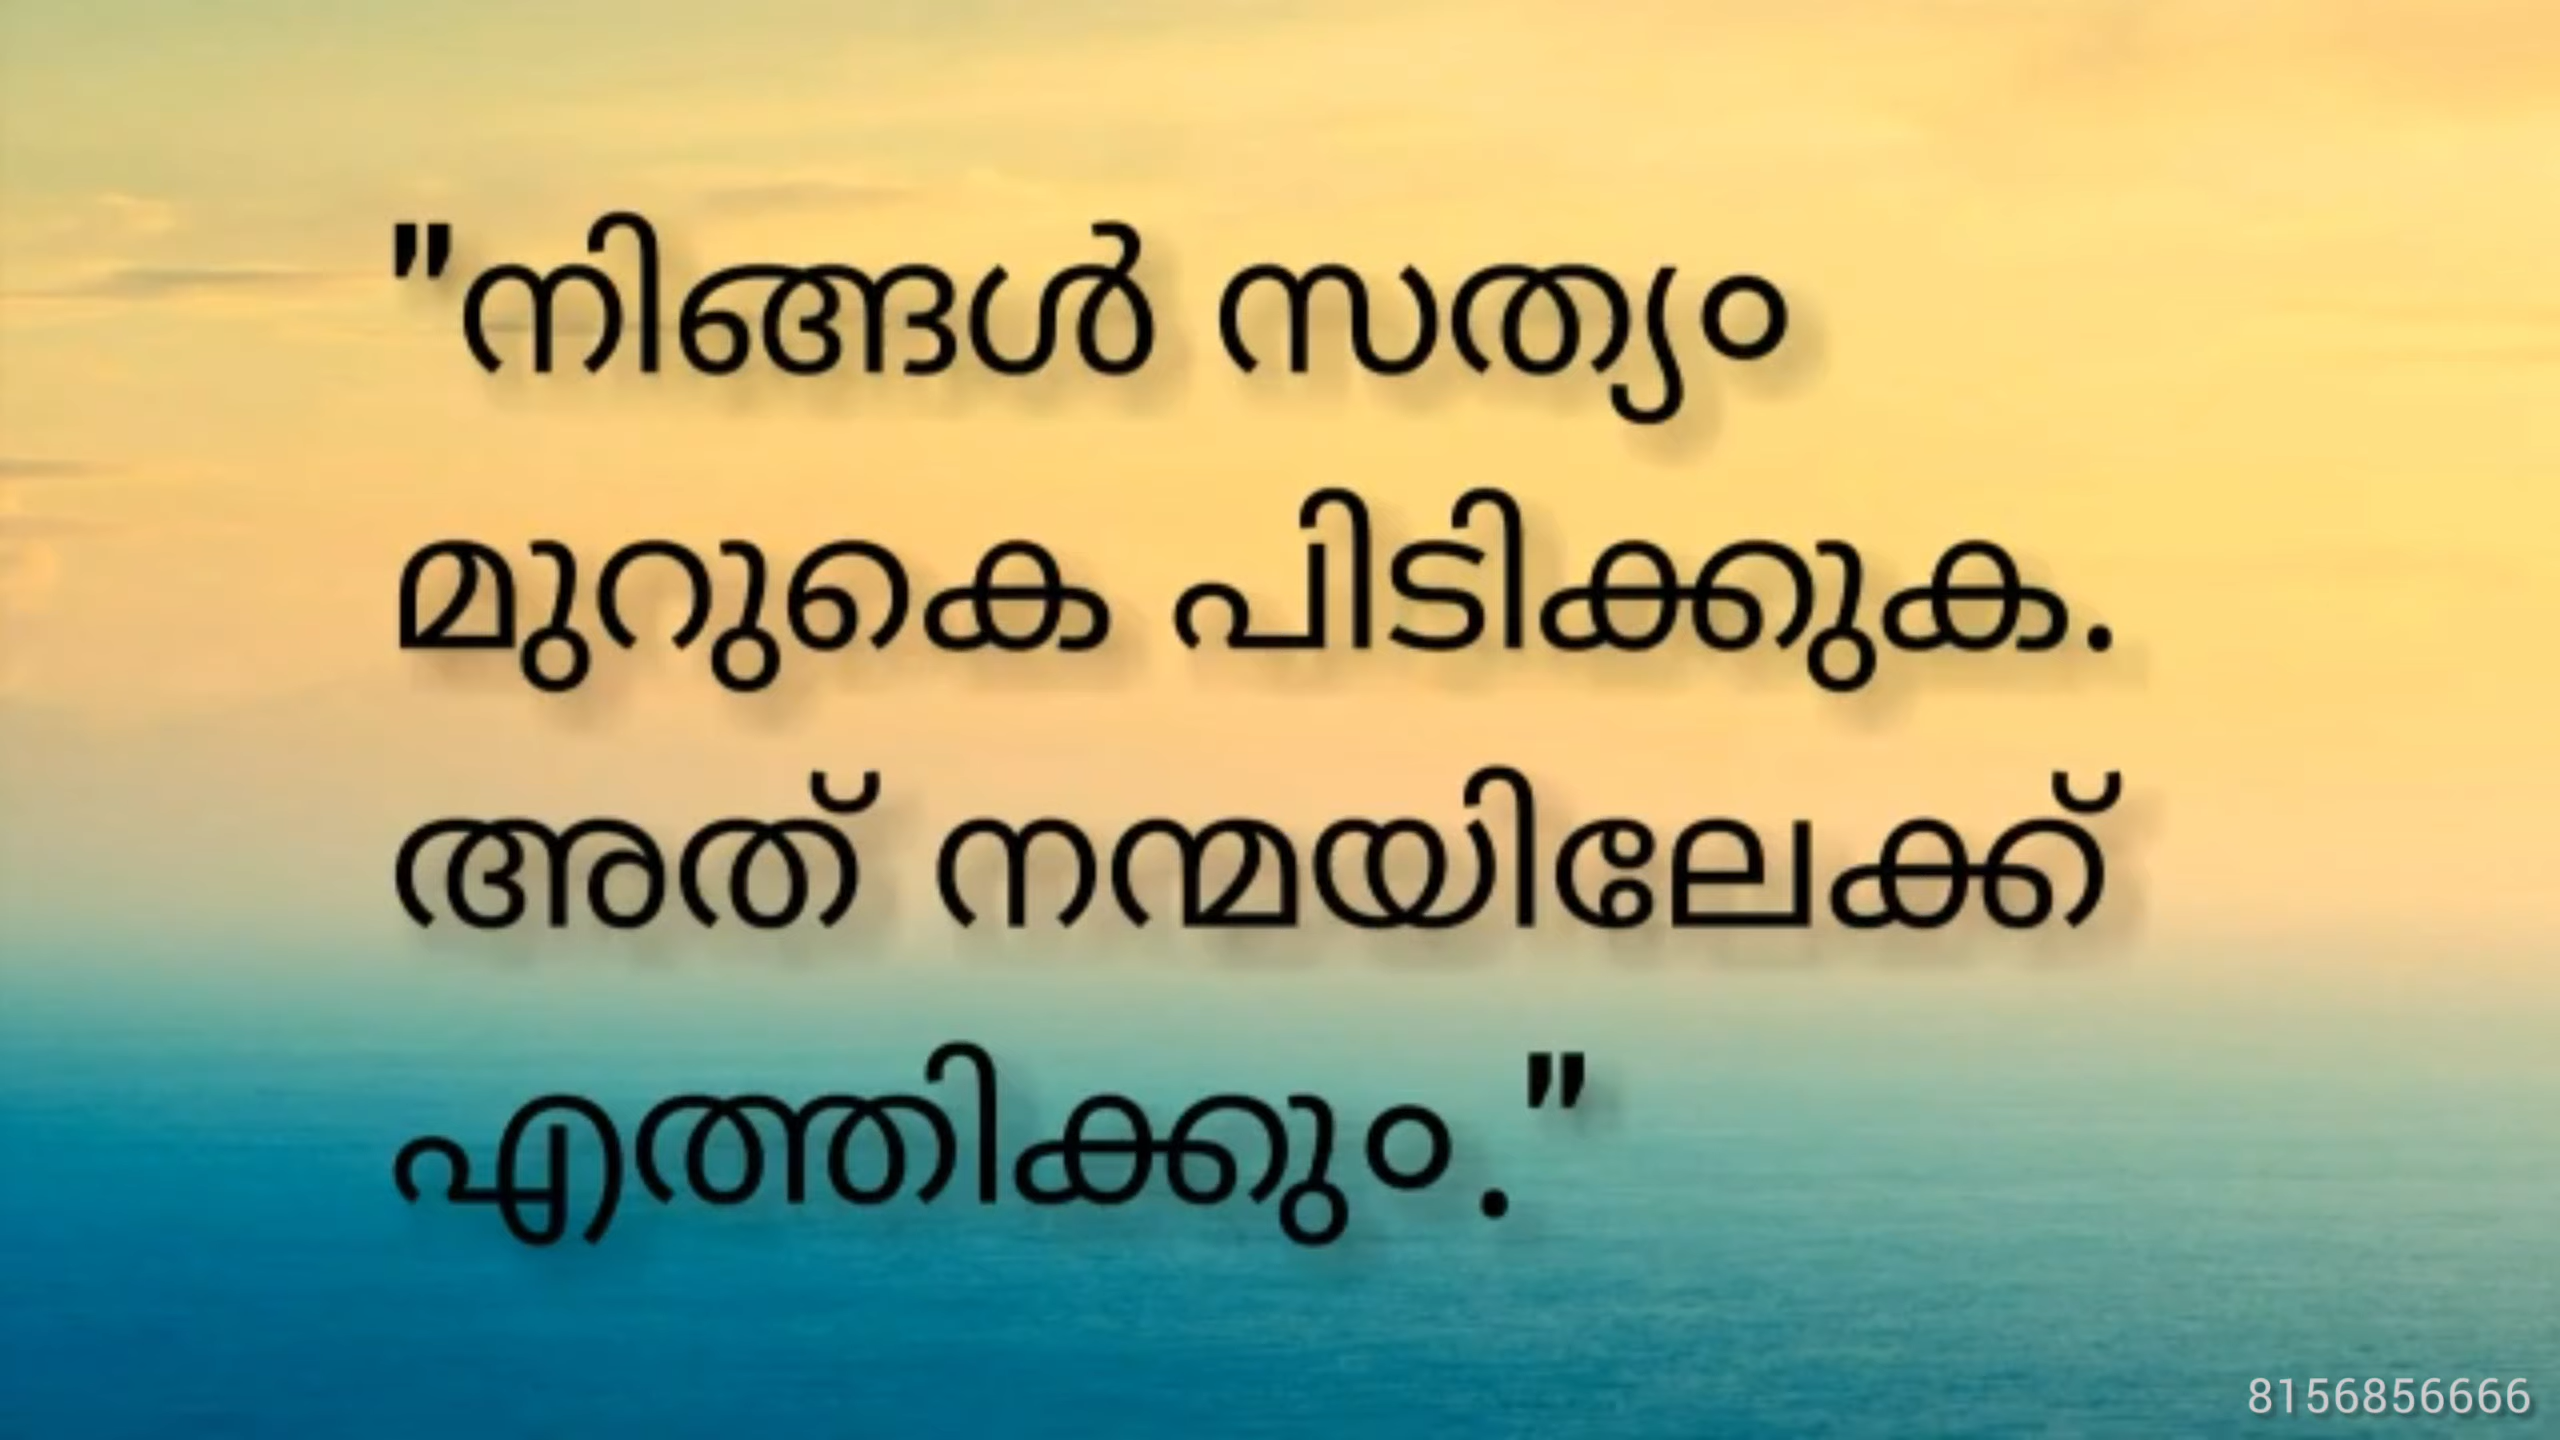 "നിങ്ങൾ സത്യം
മുറുകെ പിടിക്കുക.
അത് നന്മയിലേക്ക്
എത്തിക്കും."
8156856666